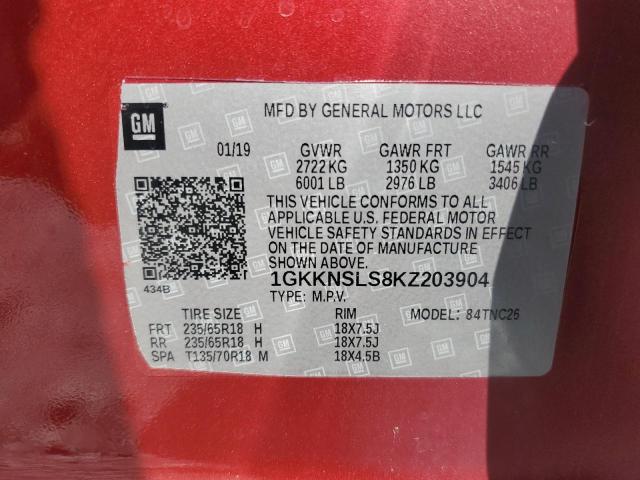 GM
MFD BY GENERAL MOTORS LLC
01/19 GVWR GAWR FRT GAWR RR
2722 KG 1350 KG 1545 KG
6001 LB 2976 LB 3406 LB
THIS VEHICLE CONFORMS TO ALL
APPLICABLE U.S. FEDERAL MOTOR
VEHICLE SAFETY STANDARDS IN EFFECT
ON THE DATE OF MANUFACTURE
SHOWN ABOVE.
1GKKNSLS8KZ203904
434B
TYPE: M.P.V.
TIRE SIZE RIM MODEL: 84TNC26
FRT 235/65R18 H 18X7.5J
RR 235/65R18 H 18X7.5J
SPA T135/70R18 M 18X4.5B